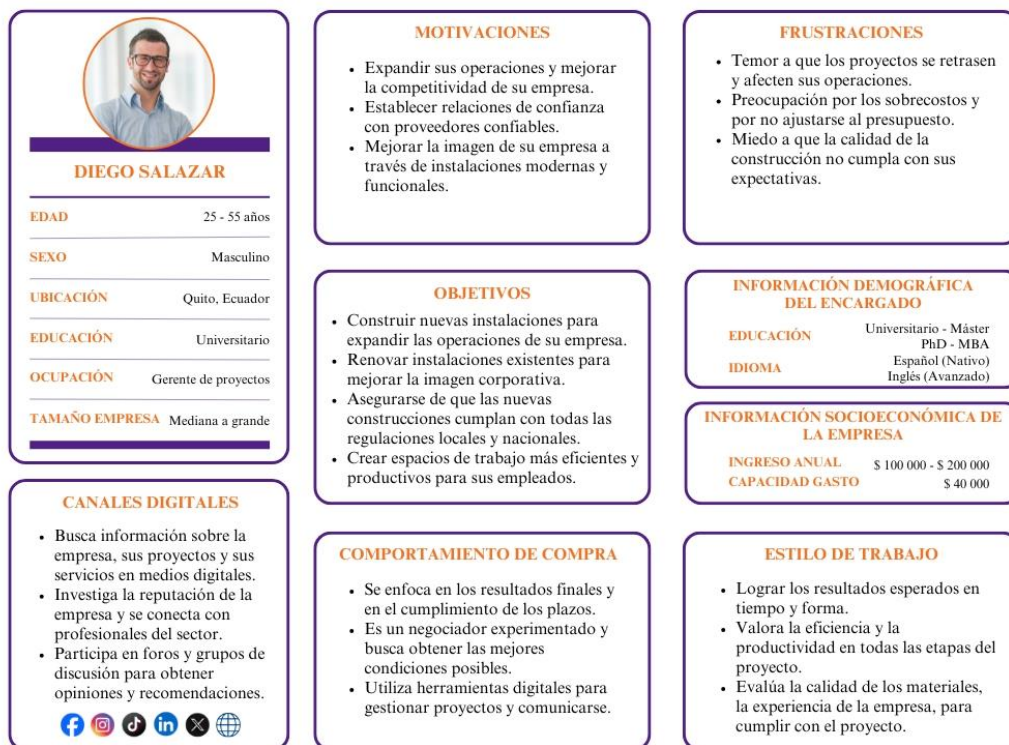 DIEGO SALAZAR
EDAD 25 - 55 años
SEXO Masculino
UBICACIÓN Quito, Ecuador
EDUCACIÓN Universitario
OCUPACIÓN Gerente de proyectos
TAMAÑO EMPRESA Mediana a grande
CANALES DIGITALES
• Busca información sobre la
empresa, sus proyectos y sus
servicios en medios digitales.
• Investiga la reputación de la
empresa y se conecta con
profesionales del sector.
• Participa en foros y grupos de
discusión para obtener
opiniones y recomendaciones.
MOTIVACIONES
• Expandir sus operaciones y mejorar
la competitividad de su empresa.
• Establecer relaciones de confianza
con proveedores confiables.
• Mejorar la imagen de su empresa a
través de instalaciones modernas y
funcionales.
OBJETIVOS
• Construir nuevas instalaciones para
expandir las operaciones de su empresa.
• Renovar instalaciones existentes para
mejorar la imagen corporativa.
• Asegurarse de que las nuevas
construcciones cumplan con todas las
regulaciones locales y nacionales.
• Crear espacios de trabajo más eficientes y
productivos para sus empleados.
COMPORTAMIENTO DE COMPRA
• Se enfoca en los resultados finales y
en el cumplimiento de los plazos.
• Es un negociador experimentado y
busca obtener las mejores
condiciones posibles.
• Utiliza herramientas digitales para
gestionar proyectos y comunicarse.
FRUSTRACIONES
• Temor a que los proyectos se retrasen
y afecten sus operaciones.
• Preocupación por los sobrecostos y
por no ajustarse al presupuesto.
• Miedo a que la calidad de la
construcción no cumpla con sus
expectativas.
INFORMACIÓN DEMOGRÁFICA
DEL ENCARGADO
EDUCACIÓN Universitario - Máster
PhD - MBA
IDIOMA Español (Nativo)
Inglés (Avanzado)
INFORMACIÓN SOCIOECONÓMICA DE
LA EMPRESA
INGRESO ANUAL $ 100 000 - $ 200 000
CAPACIDAD GASTO $ 40 000
ESTILO DE TRABAJO
• Lograr los resultados esperados en
tiempo y forma.
• Valora la eficiencia y la
productividad en todas las etapas del
proyecto.
• Evalúa la calidad de los materiales,
la experiencia de la empresa, para
cumplir con el proyecto.